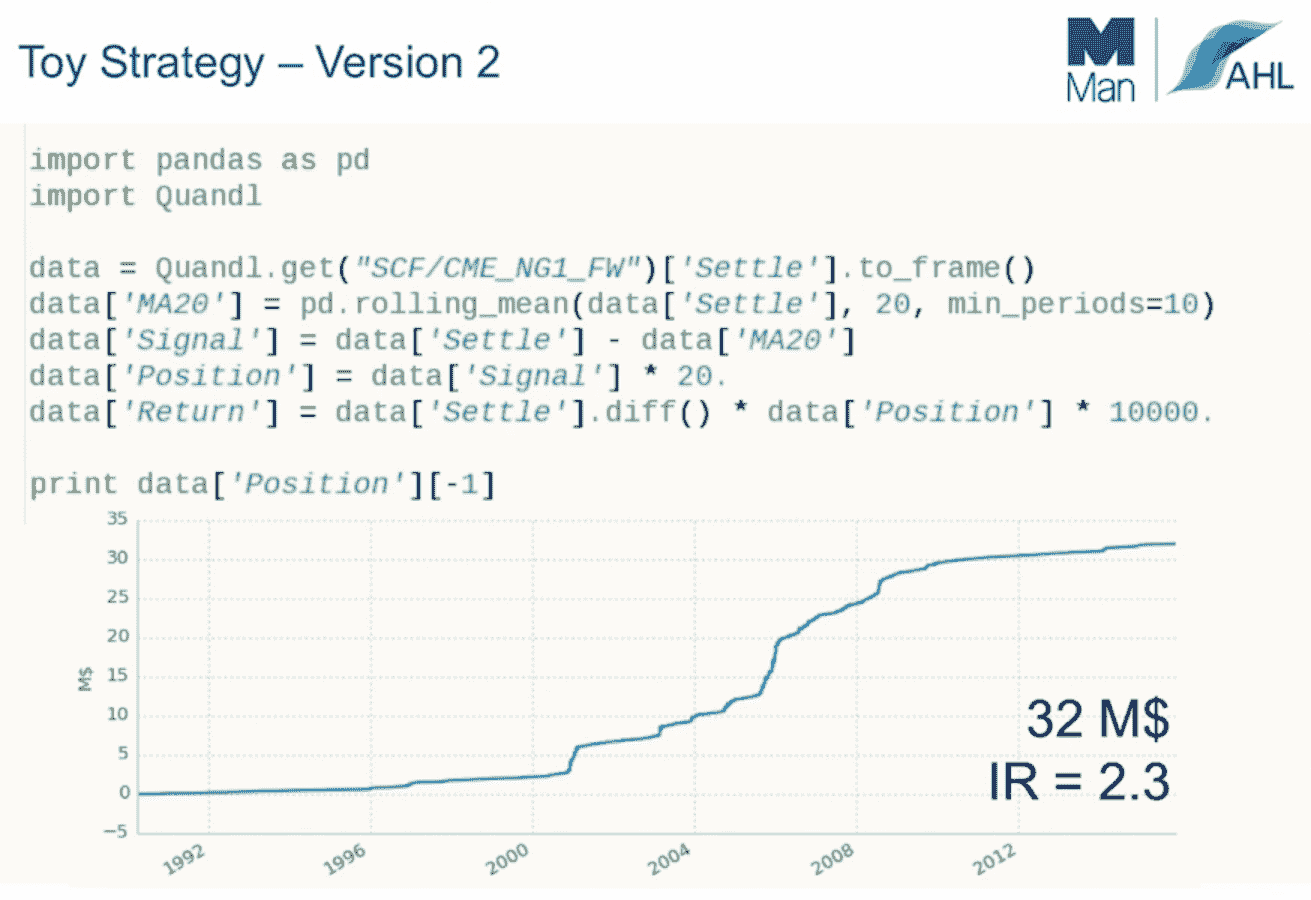 Toy Strategy – Version 2
M
Man
AHL
import pandas as pd
import Quandl
data = Quandl.get("SCF/CME_NG1_FW")['Settle'].to_frame()
data['MA20'] = pd.rolling_mean(data['Settle'], 20, min_periods=10)
data['Signal'] = data['Settle'] - data['MA20']
data['Position'] = data['Signal'] * 20.
data['Return'] = data['Settle'].diff() * data['Position'] * 10000.
print data['Position'][-1]
35
30
25
20
15
10
5
0
−5
M$
32 M$
IR = 2.3
1992
1996
2000
2004
2008
2012